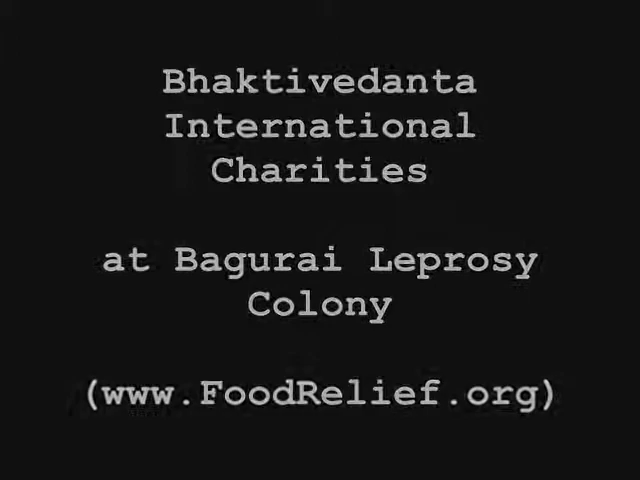 Bhaktivedanta
International
Charities
at Bagurai Leprosy
Colony
(www.FoodRelief.org)